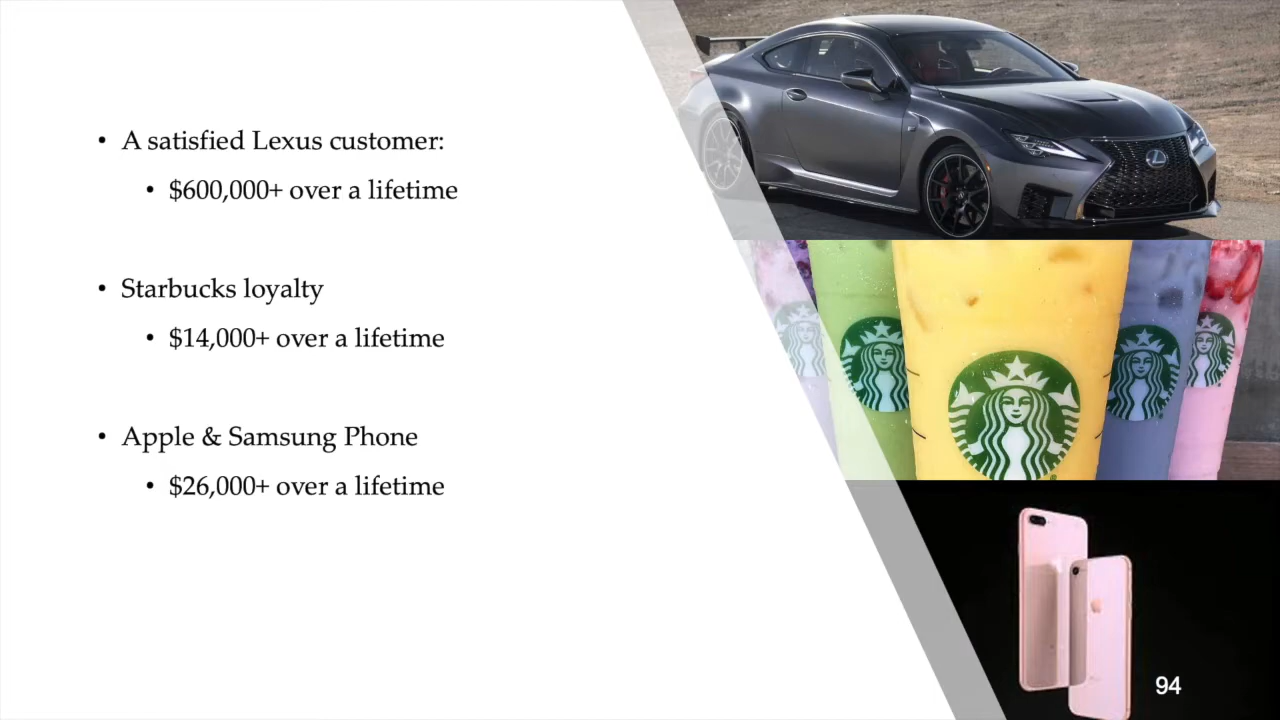 • A satisfied Lexus customer:
• $600,000+ over a lifetime
• Starbucks loyalty
• $14,000+ over a lifetime
• Apple & Samsung Phone
• $26,000+ over a lifetime
94